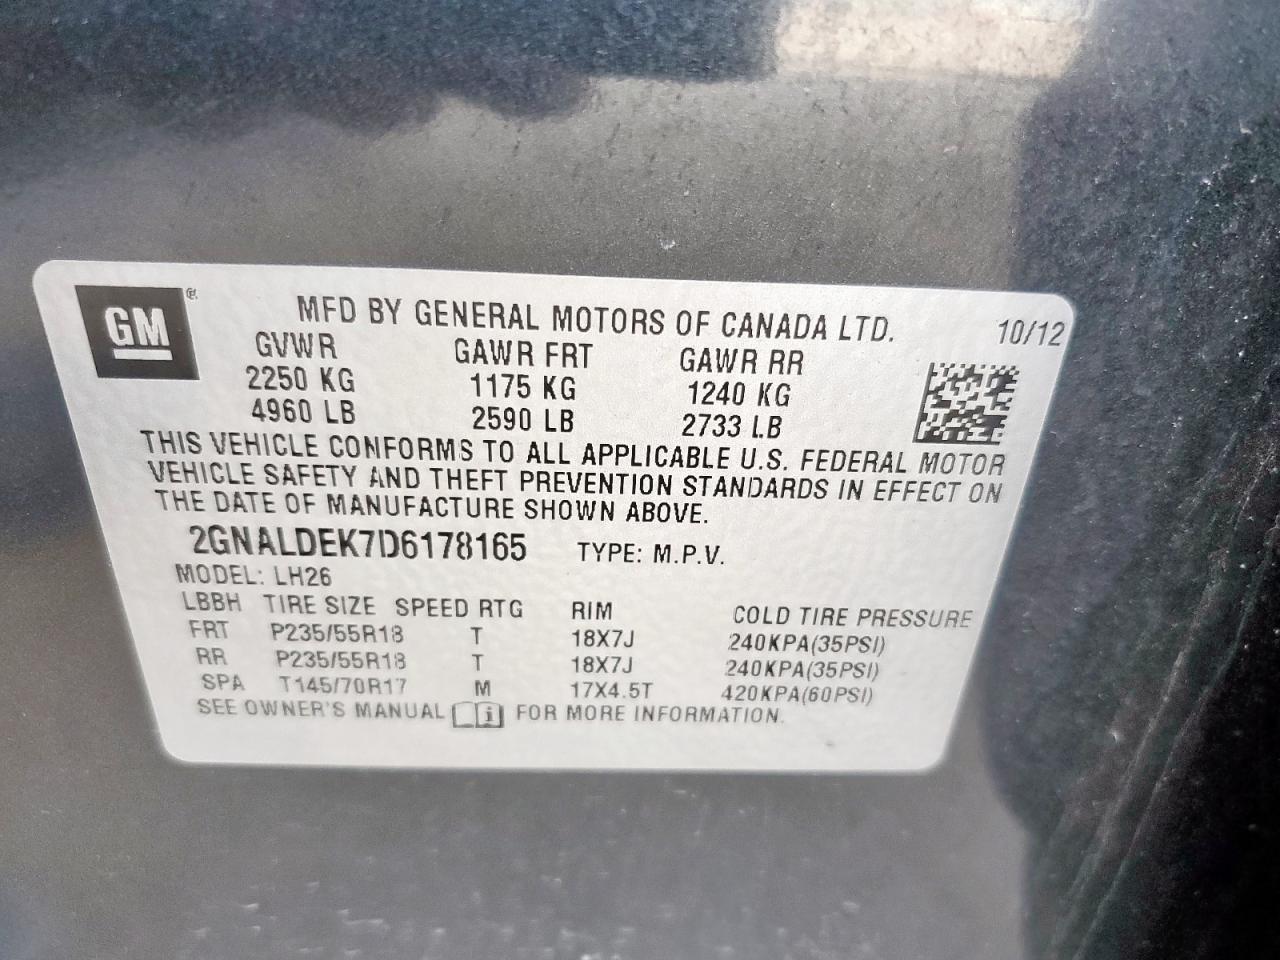 GM ®
MFD BY GENERAL MOTORS OF CANADA LTD. 10/12
GVWR GAWR FRT GAWR RR
2250 KG 1175 KG 1240 KG
4960 LB 2590 LB 2733 LB
THIS VEHICLE CONFORMS TO ALL APPLICABLE U.S. FEDERAL MOTOR
VEHICLE SAFETY AND THEFT PREVENTION STANDARDS IN EFFECT ON
THE DATE OF MANUFACTURE SHOWN ABOVE.
2GNALDEK7D6178165 TYPE: M.P.V.
MODEL: LH26
LBBH TIRE SIZE SPEED RTG RIM COLD TIRE PRESSURE
FRT P235/55R18 T 18X7J 240KPA(35PSI)
RR P235/55R18 T 18X7J 240KPA(35PSI)
SPA T145/70R17 M 17X4.5T 420KPA(60PSI)
SEE OWNER'S MANUAL i FOR MORE INFORMATION.